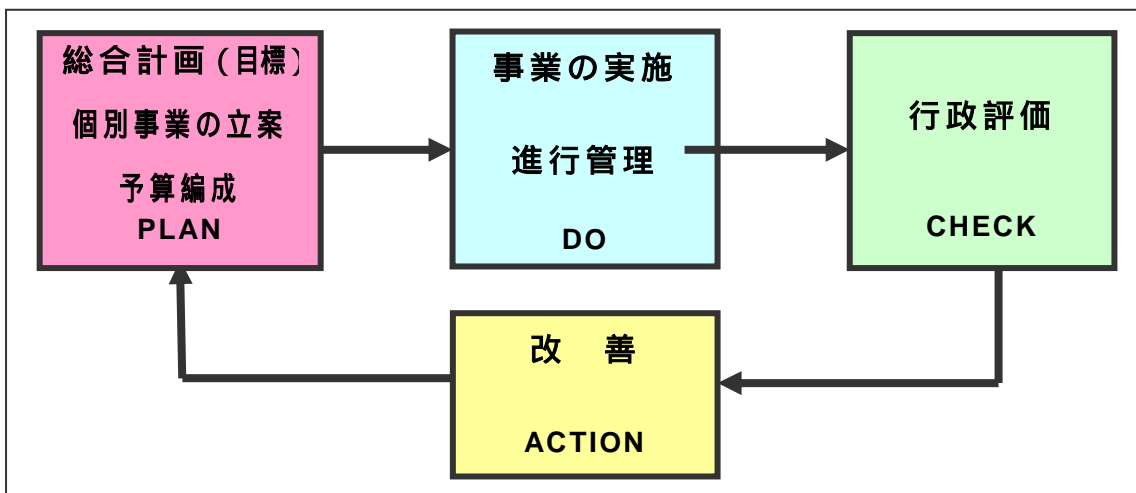 総合計画(目標)
個別事業の立案
予算編成
PLAN
事業の実施
進行管理
DO
行政評価
CHECK
改　善
ACTION